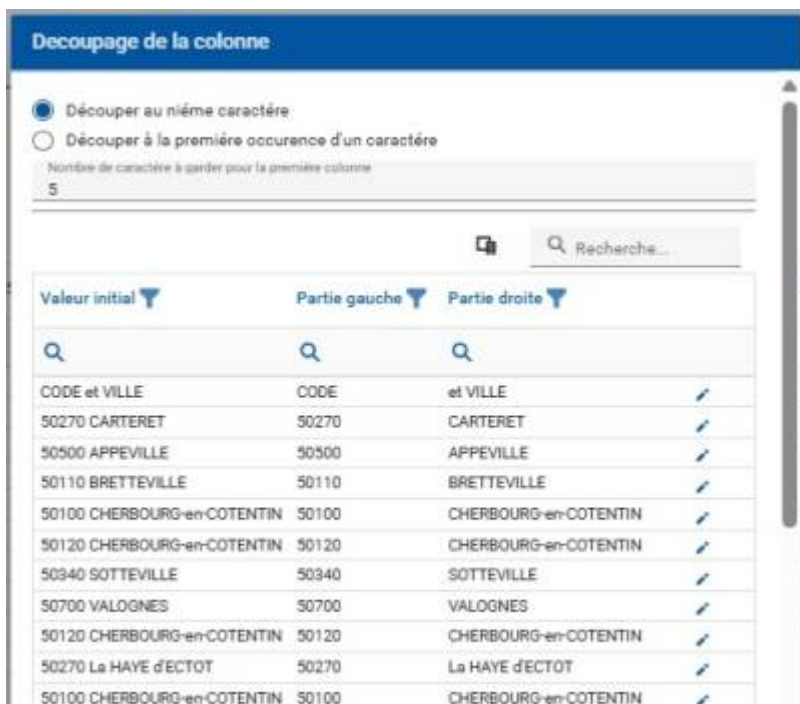 Decoupage de la colonne
Découper au niéme caractére
Découper à la premiére occurence d'un caractére
Nombre de caractère à garder pour la première colonne
5
Recherche...
Valeur initial Partie gauche Partie droite
CODE et VILLE CODE et VILLE
50270 CARTERET 50270 CARTERET
50500 APPEVILLE 50500 APPEVILLE
50110 BRETTEVILLE 50110 BRETTEVILLE
50100 CHERBOURG-en-COTENTIN 50100 CHERBOURG-en-COTENTIN
50120 CHERBOURG-en-COTENTIN 50120 CHERBOURG-en-COTENTIN
50340 SOTTEVILLE 50340 SOTTEVILLE
50700 VALOGNES 50700 VALOGNES
50120 CHERBOURG-en-COTENTIN 50120 CHERBOURG-en-COTENTIN
50270 La HAYE d'ECTOT 50270 La HAYE d'ECTOT
50100 CHERBOURG-en-COTENTIN 50100 CHERBOURG-en-COTENTIN